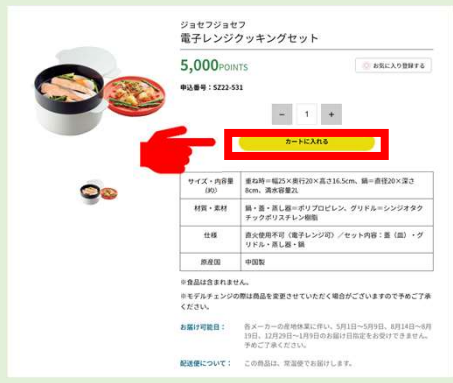 ジョセフジョセフ
電子レンジクッキングセット
5,000POINTS
お気に入り登録する
申込番号：SZ22-531
− 1 +
カートに入れる
サイズ・内容量（約） 重ね時＝幅25×奥行20×高さ16.5cm、鍋＝直径20×深さ
8cm、満水容量2L
材質・素材 鍋・蓋・蒸し器＝ポリプロピレン、グリドル＝シンジオタク
チックポリスチレン樹脂
仕様 直火使用不可（電子レンジ可）／セット内容：蓋（皿）・グ
リドル・蒸し器・鍋
原産国 中国製
※食品は含まれません。
※モデルチェンジの際は商品を変更させていただく場合がございますので予めご了承
ください。
お届け可能日： 各メーカーの産地休業に伴い、5月1日～5月9日、8月14日～8月
19日、12月29日～1月9日のお届け日指定をお受けできません。
予めご了承ください。
配送便について： この商品は、常温便でお届けします。